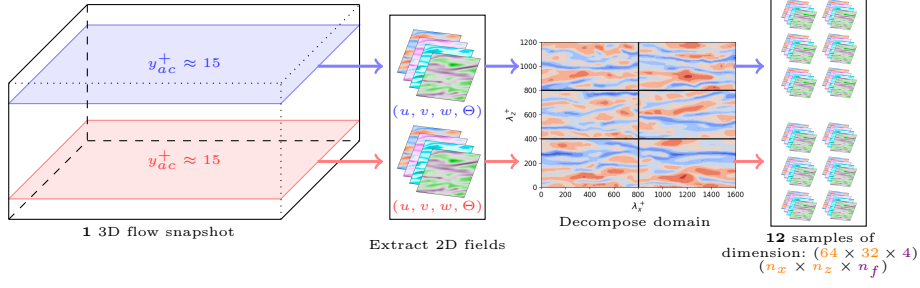 y⁺ac ≈ 15
y⁺ac ≈ 15
1 3D flow snapshot
(u, v, w, Θ)
(u, v, w, Θ)
Extract 2D fields
1200
1000
800
600
400
200
0
λz⁺
0 200 400 600 800 1000 1200 1400 1600
λx⁺
Decompose domain
12 samples of
dimension: (64 × 32 × 4)
(nx × nz × nf)